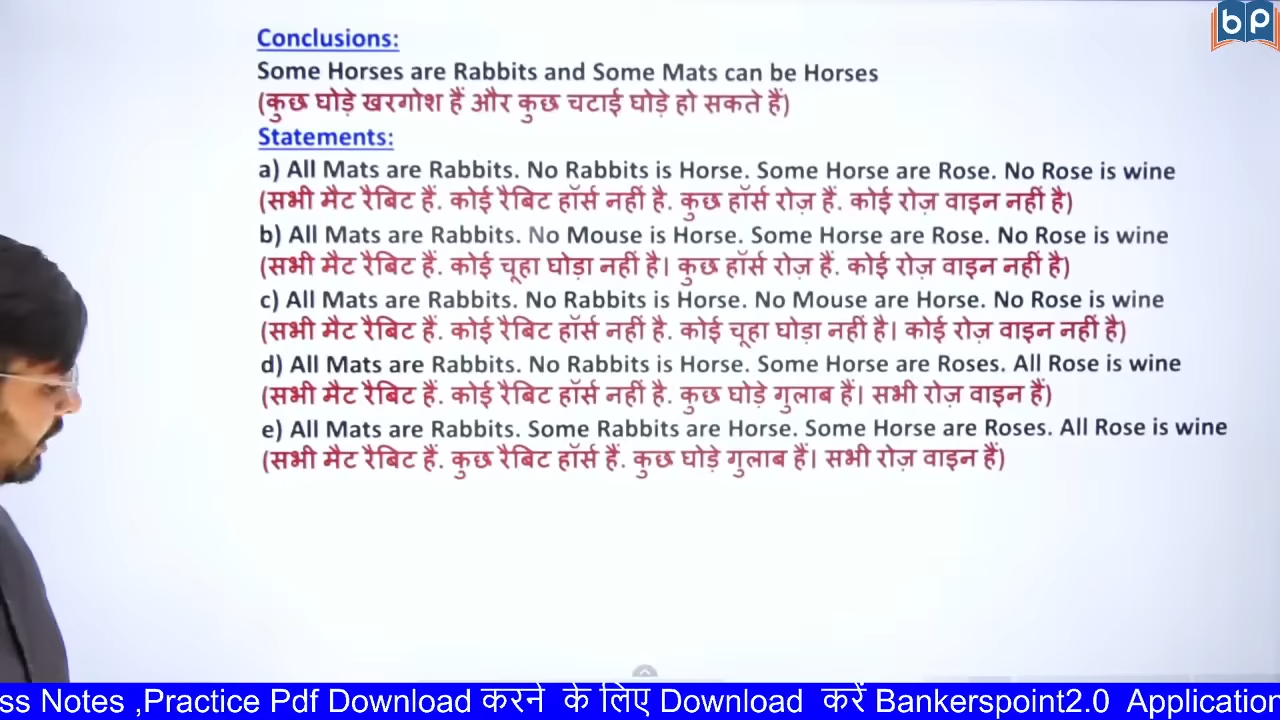 bp
Conclusions:
Some Horses are Rabbits and Some Mats can be Horses
(कुछ घोड़े खरगोश हैं और कुछ चटाई घोड़े हो सकते हैं)
Statements:
a) All Mats are Rabbits. No Rabbits is Horse. Some Horse are Rose. No Rose is wine
(सभी मैट रैबिट हैं. कोई रैबिट हॉर्स नहीं है. कुछ हॉर्स रोज़ हैं. कोई रोज़ वाइन नहीं है)
b) All Mats are Rabbits. No Mouse is Horse. Some Horse are Rose. No Rose is wine
(सभी मैट रैबिट हैं. कोई चूहा घोड़ा नहीं है। कुछ हॉर्स रोज़ हैं. कोई रोज़ वाइन नहीं है)
c) All Mats are Rabbits. No Rabbits is Horse. No Mouse are Horse. No Rose is wine
(सभी मैट रैबिट हैं. कोई रैबिट हॉर्स नहीं है. कोई चूहा घोड़ा नहीं है। कोई रोज़ वाइन नहीं है)
d) All Mats are Rabbits. No Rabbits is Horse. Some Horse are Roses. All Rose is wine
(सभी मैट रैबिट हैं. कोई रैबिट हॉर्स नहीं है. कुछ घोड़े गुलाब हैं। सभी रोज़ वाइन हैं)
e) All Mats are Rabbits. Some Rabbits are Horse. Some Horse are Roses. All Rose is wine
(सभी मैट रैबिट हैं. कुछ रैबिट हॉर्स हैं. कुछ घोड़े गुलाब हैं। सभी रोज़ वाइन हैं)
ss Notes ,Practice Pdf Download करने के लिए Download करें Bankerspoint2.0 Application